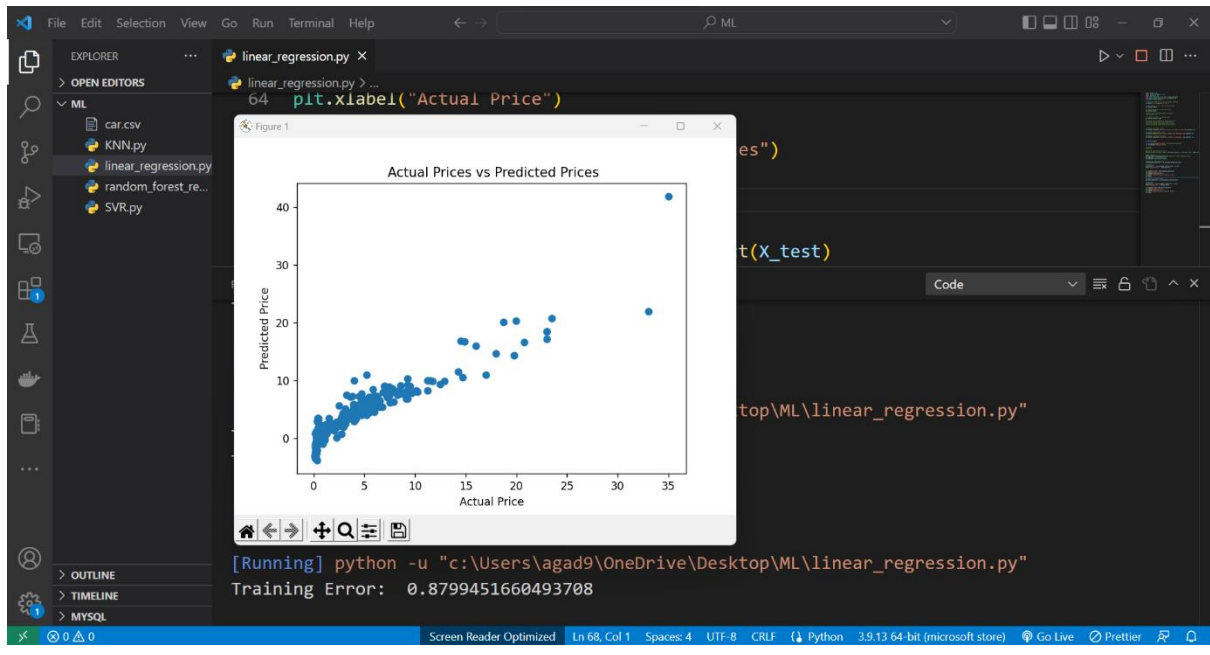 File Edit Selection View Go Run Terminal Help
ML
EXPLORER
OPEN EDITORS
ML
car.csv
KNN.py
linear_regression.py
random_forest_re...
SVR.py
OUTLINE
TIMELINE
MYSQL
linear_regression.py
linear_regression.py > ...
64 plt.xlabel("Actual Price")
es")
t(X_test)
Figure 1
Actual Prices vs Predicted Prices
Predicted Price
40
30
20
10
0
0 5 10 15 20 25 30 35
Actual Price
Code
top\ML\linear_regression.py"
[Running] python -u "c:\Users\agad9\OneDrive\Desktop\ML\linear_regression.py"
Training Error: 0.8799451660493708
1
1
0 0 0 Screen Reader Optimized Ln 68, Col 1 Spaces: 4 UTF-8 CRLF Python 3.9.13 64-bit (microsoft store) Go Live Prettier